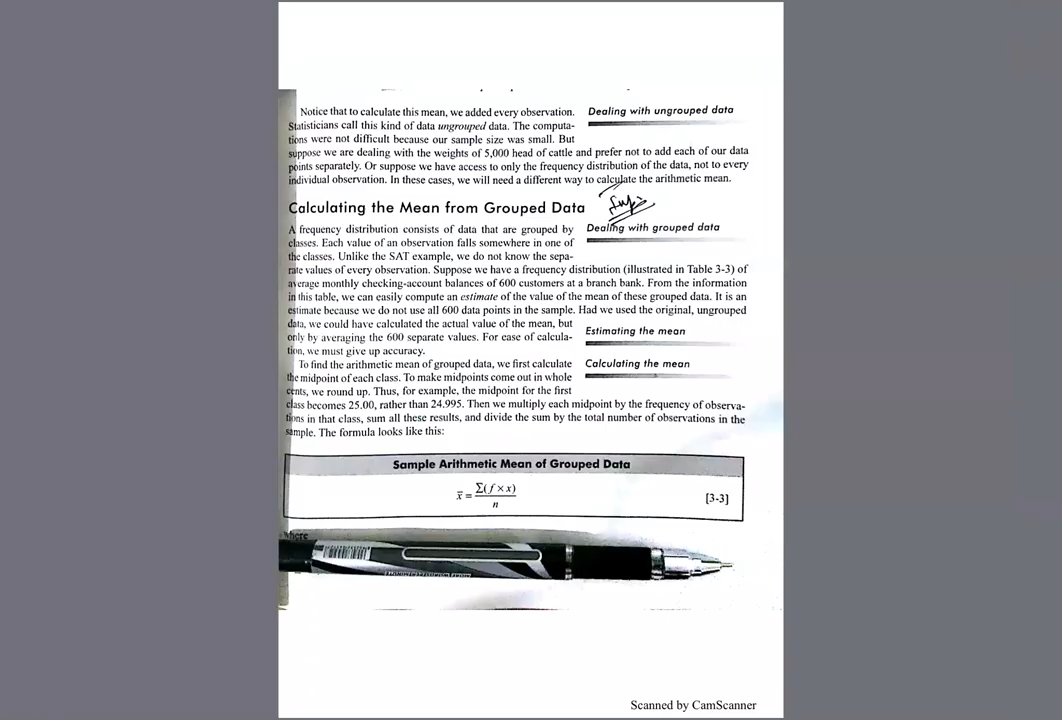 Notice that to calculate this mean, we added every observation.
Dealing with ungrouped data
Statisticians call this kind of data ungrouped data. The computa-
tions were not difficult because our sample size was small. But
suppose we are dealing with the weights of 5,000 head of cattle and prefer not to add each of our data
points separately. Or suppose we have access to only the frequency distribution of the data, not to every
individual observation. In these cases, we will need a different way to calculate the arithmetic mean.
Calculating the Mean from Grouped Data
A frequency distribution consists of data that are grouped by
Dealing with grouped data
classes. Each value of an observation falls somewhere in one of
the classes. Unlike the SAT example, we do not know the sepa-
rate values of every observation. Suppose we have a frequency distribution (illustrated in Table 3-3) of
average monthly checking-account balances of 600 customers at a branch bank. From the information
in this table, we can easily compute an estimate of the value of the mean of these grouped data. It is an
estimate because we do not use all 600 data points in the sample. Had we used the original, ungrouped
data, we could have calculated the actual value of the mean, but
Estimating the mean
only by averaging the 600 separate values. For ease of calcula-
tion, we must give up accuracy.
To find the arithmetic mean of grouped data, we first calculate
Calculating the mean
the midpoint of each class. To make midpoints come out in whole
cents, we round up. Thus, for example, the midpoint for the first
class becomes 25.00, rather than 24.995. Then we multiply each midpoint by the frequency of observa-
tions in that class, sum all these results, and divide the sum by the total number of observations in the
sample. The formula looks like this:
Sample Arithmetic Mean of Grouped Data
x̄ = Σ(f × x) / n [3-3]
where
Scanned by CamScanner